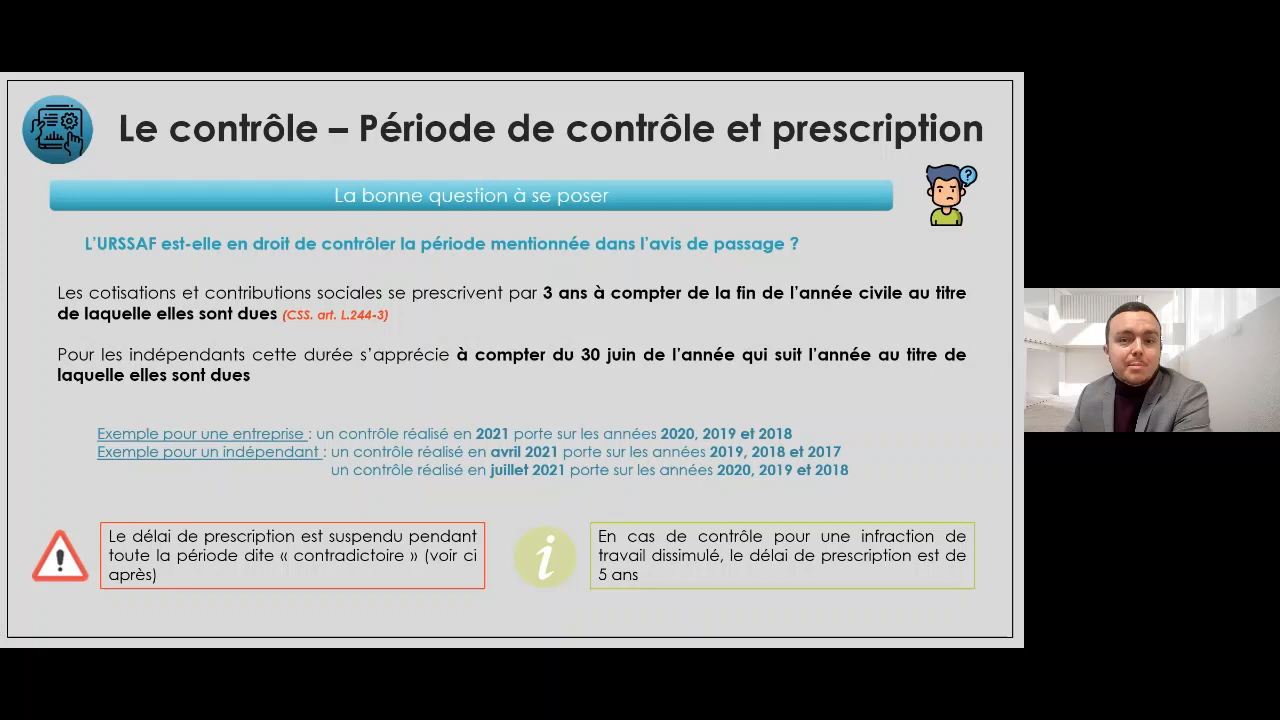 Le contrôle – Période de contrôle et prescription
?
La bonne question à se poser
L'URSSAF est-elle en droit de contrôler la période mentionnée dans l'avis de passage ?
Les cotisations et contributions sociales se prescrivent par 3 ans à compter de la fin de l'année civile au titre
de laquelle elles sont dues (CSS. art. L.244-3)
Pour les indépendants cette durée s'apprécie à compter du 30 juin de l'année qui suit l'année au titre de
laquelle elles sont dues
Exemple pour une entreprise : un contrôle réalisé en 2021 porte sur les années 2020, 2019 et 2018
Exemple pour un indépendant : un contrôle réalisé en avril 2021 porte sur les années 2019, 2018 et 2017
un contrôle réalisé en juillet 2021 porte sur les années 2020, 2019 et 2018
Le délai de prescription est suspendu pendant
toute la période dite « contradictoire » (voir ci
après)
i
En cas de contrôle pour une infraction de
travail dissimulé, le délai de prescription est de
5 ans